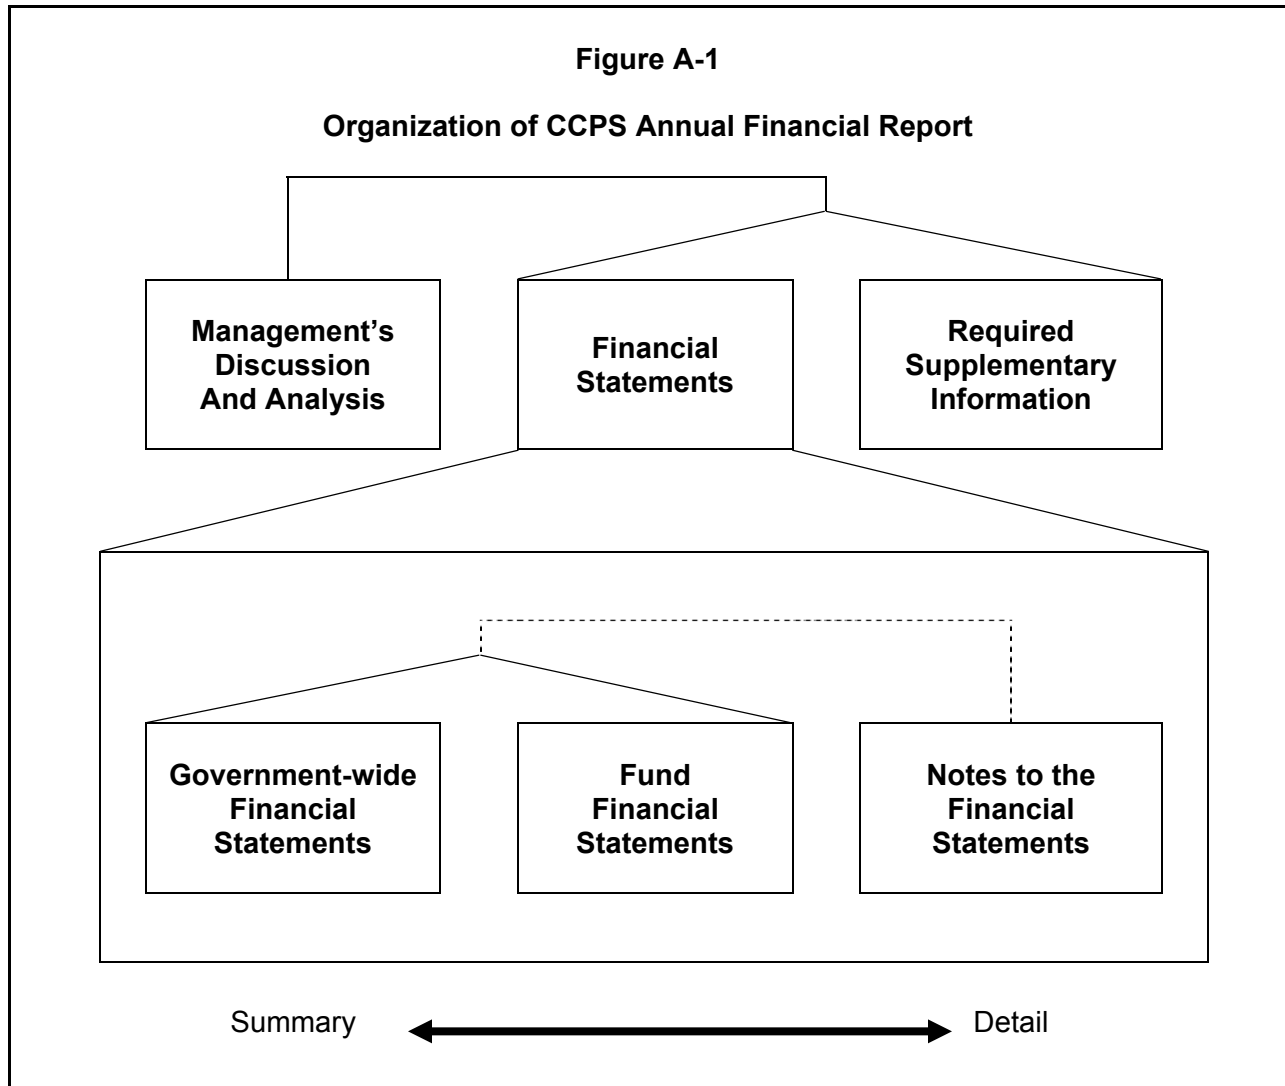 Figure A-1
Organization of CCPS Annual Financial Report
Management’s
Discussion
And Analysis
Financial
Statements
Required
Supplementary
Information
Government-wide
Financial
Statements
Fund
Financial
Statements
Notes to the
Financial
Statements
Summary
Detail